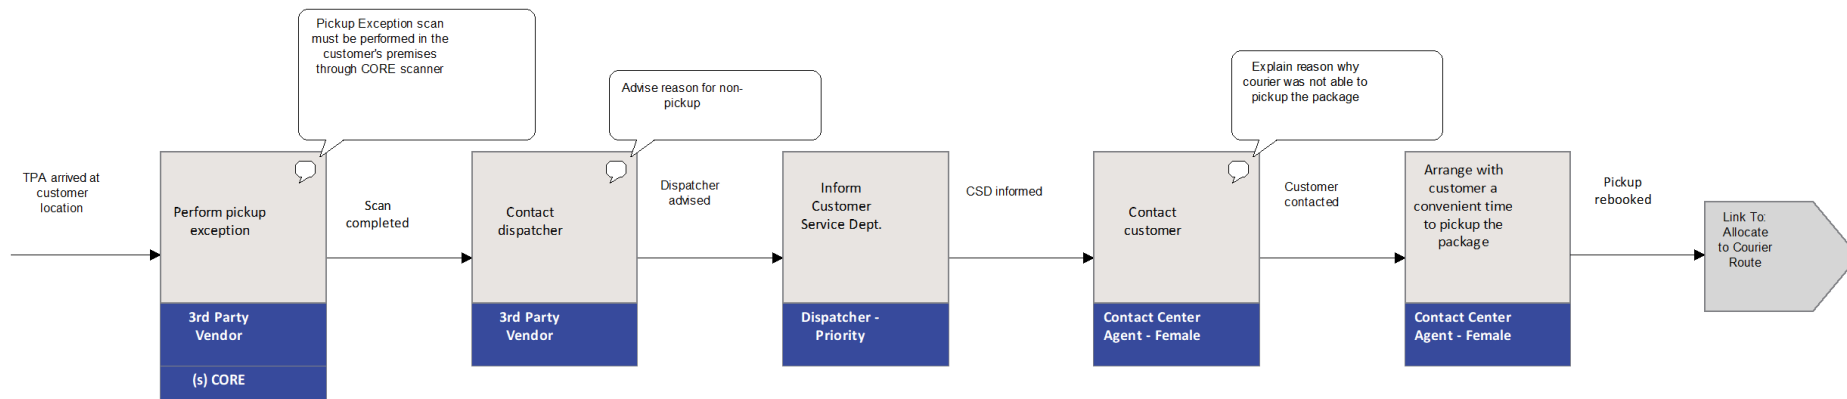 Pickup Exception scan
must be performed in the
customer's premises
through CORE scanner
Advise reason for non-
pickup
Explain reason why
courier was not able to
pickup the package
TPA arrived at
customer
location
Perform pickup
exception
3rd Party
Vendor
(s) CORE
Scan
completed
Contact
dispatcher
3rd Party
Vendor
Dispatcher
advised
Inform
Customer
Service Dept.
Dispatcher -
Priority
CSD informed
Contact
customer
Contact Center
Agent - Female
Customer
contacted
Arrange with
customer a
convenient time
to pickup the
package
Contact Center
Agent - Female
Pickup
rebooked
Link To:
Allocate
to Courier
Route